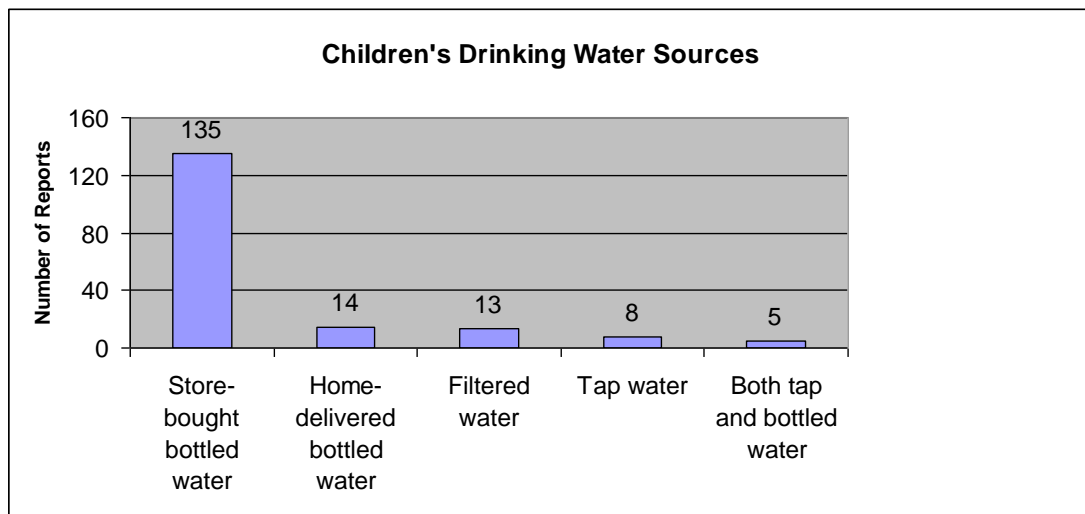 Children's Drinking Water Sources
Number of Reports
160
120
80
40
0
135
14
13
8
5
Store-
bought
bottled
water
Home-
delivered
bottled
water
Filtered
water
Tap water
Both tap
and bottled
water